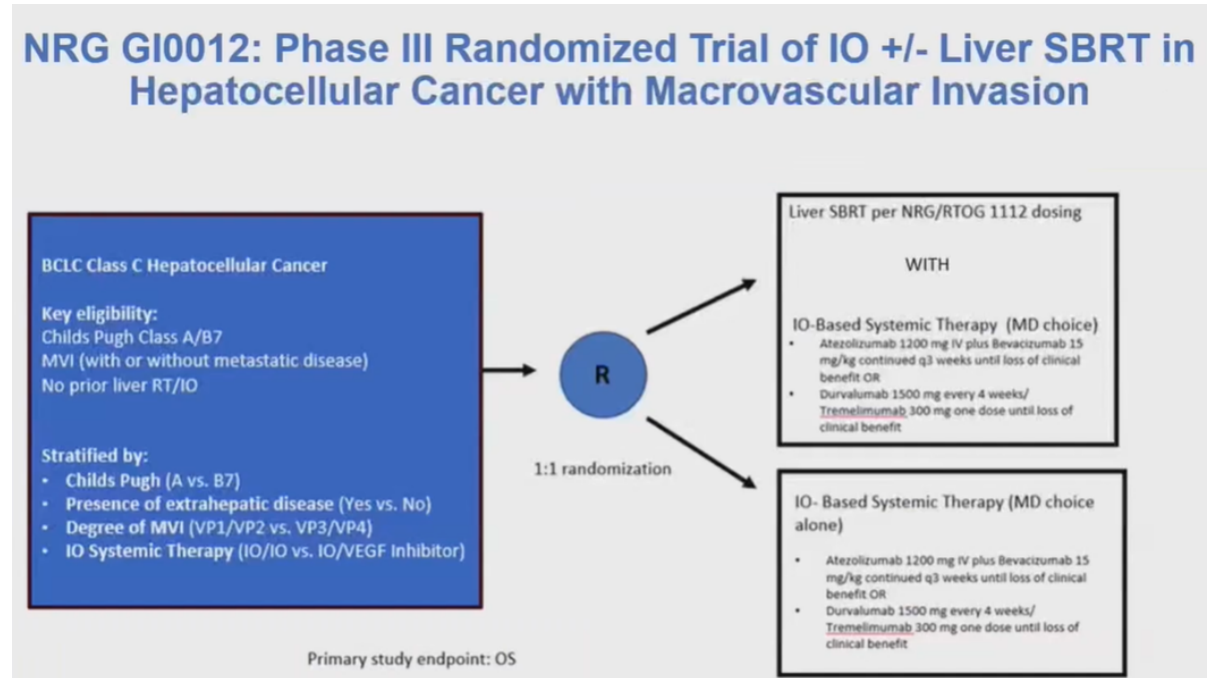 NRG GI0012: Phase III Randomized Trial of IO +/- Liver SBRT in
Hepatocellular Cancer with Macrovascular Invasion
BCLC Class C Hepatocellular Cancer
Key eligibility:
Childs Pugh Class A/B7
MVI (with or without metastatic disease)
No prior liver RT/IO
Stratified by:
• Childs Pugh (A vs. B7)
• Presence of extrahepatic disease (Yes vs. No)
• Degree of MVI (VP1/VP2 vs. VP3/VP4)
• IO Systemic Therapy (IO/IO vs. IO/VEGF Inhibitor)
R
1:1 randomization
Liver SBRT per NRG/RTOG 1112 dosing
WITH
IO-Based Systemic Therapy (MD choice)
• Atezolizumab 1200 mg IV plus Bevacizumab 15
mg/kg continued q3 weeks until loss of clinical
benefit OR
• Durvalumab 1500 mg every 4 weeks/
Tremelimumab 300 mg one dose until loss of
clinical benefit
IO- Based Systemic Therapy (MD choice
alone)
• Atezolizumab 1200 mg IV plus Bevacizumab 15
mg/kg continued q3 weeks until loss of clinical
benefit OR
• Durvalumab 1500 mg every 4 weeks/
Tremelimumab 300 mg one dose until loss of
clinical benefit
Primary study endpoint: OS